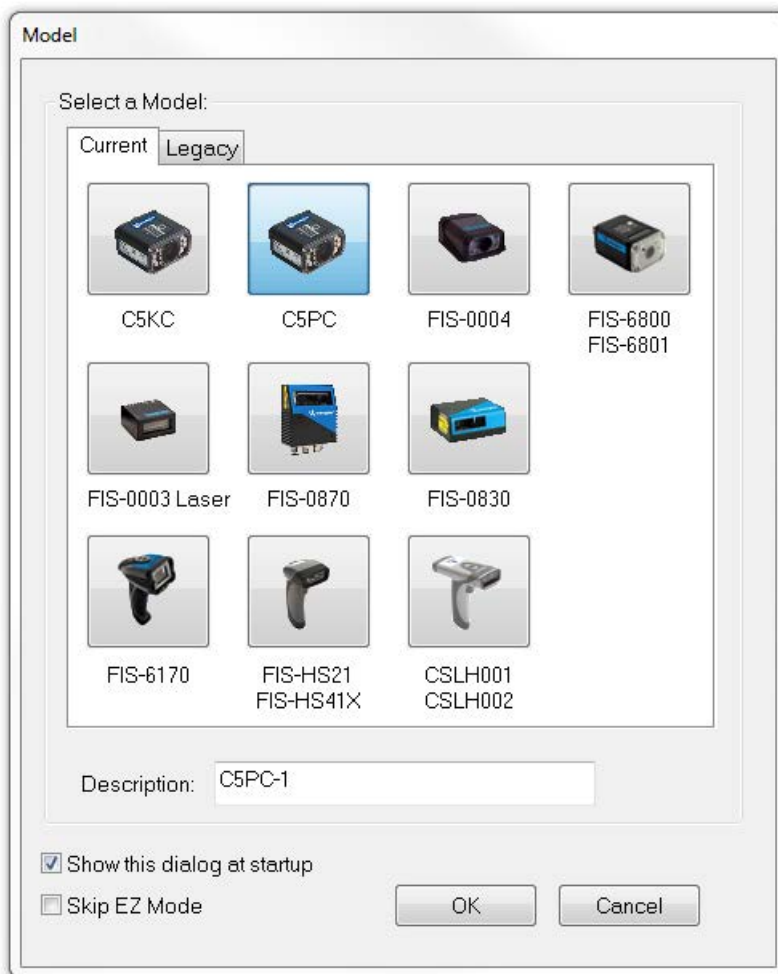 Model
Select a Model:
Current Legacy
C5KC C5PC FIS-0004 FIS-6800
FIS-6801
FIS-0003 Laser FIS-0870 FIS-0830
FIS-6170 FIS-HS21 CSLH001
FIS-HS41X CSLH002
Description: C5PC-1
Show this dialog at startup
Skip EZ Mode OK Cancel